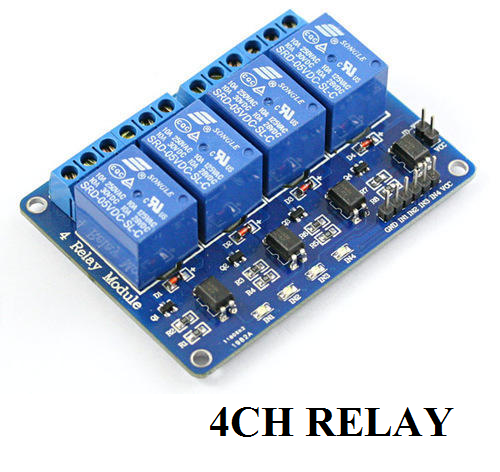 SONGLE
10A 250VAC 10A 125VAC
10A 30VDC 10A 28VDC
SRD-05VDC-SL-C
SONGLE
10A 250VAC 10A 125VAC
10A 30VDC 10A 28VDC
SRD-05VDC-SL-C
SONGLE
10A 250VAC 10A 125VAC
10A 30VDC 10A 28VDC
SRD-05VDC-SL-C
SONGLE
10A 250VAC 10A 125VAC
10A 30VDC 10A 28VDC
SRD-05VDC-SL-C
4 Relay Module
GND IN1 IN2 IN3 IN4 VCC
VCC
IN4
IN3
IN2
IN1
4CH RELAY